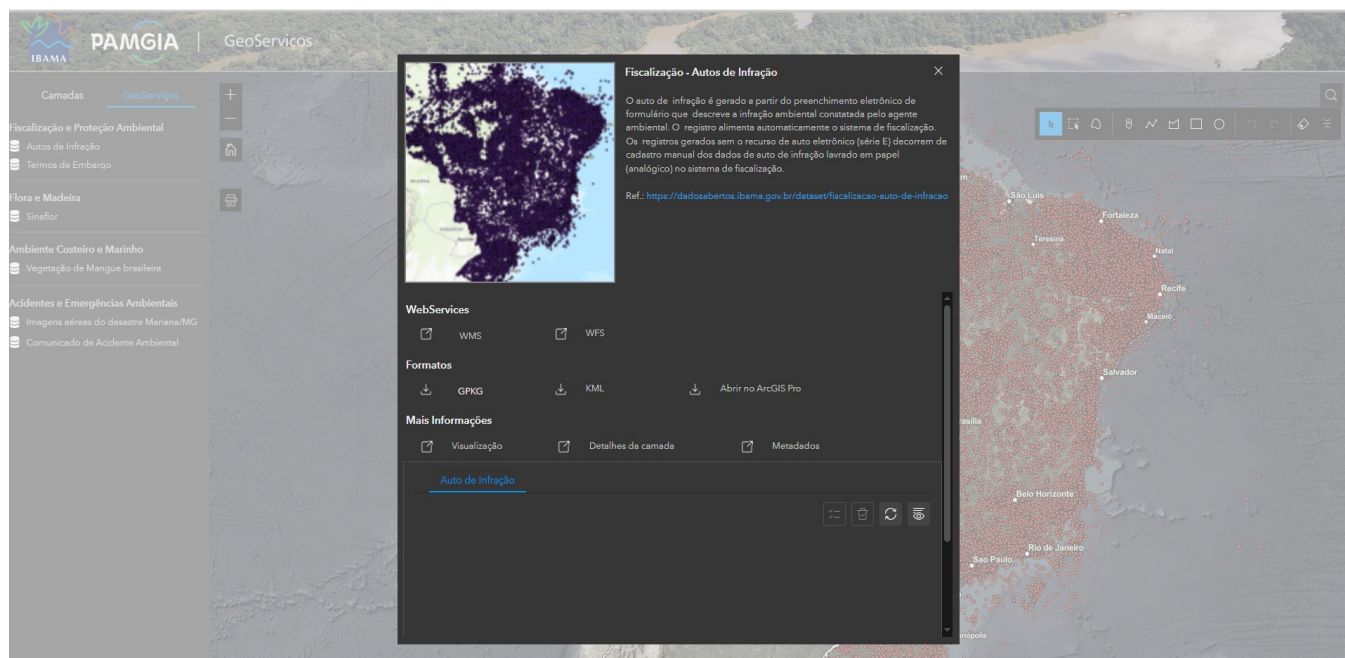 IBAMA
PAMGIA
GeoServiços
Camadas
GeoServiços
Fiscalização e Proteção Ambiental
Autos de Infração
Termos de Embargo
Flora e Madeira
Sinaflor
Ambiente Costeiro e Marinho
Vegetação de Mangue brasileira
Acidentes e Emergências Ambientais
Imagens aéreas do desastre Mariana/MG
Comunicado de Acidente Ambiental
Fiscalização - Autos de Infração
O auto de infração é gerado a partir do preenchimento eletrônico de
formulário que descreve a infração ambiental constatada pelo agente
ambiental. O registro alimenta automaticamente o sistema de fiscalização.
Os registros gerados sem o recurso de auto eletrônico (série E) decorrem de
cadastro manual dos dados de auto de infração lavrado em papel
(analógico) no sistema de fiscalização.
Ref.: https://dadosabertos.ibama.gov.br/dataset/fiscalizacao-auto-de-infracao
WebServices
WMS
WFS
Formatos
GPKG
KML
Abrir no ArcGIS Pro
Mais Informações
Visualização
Detalhes da camada
Metadados
Auto de Infração
São Luis
Fortaleza
Teresina
Natal
Recife
Maceió
Salvador
asília
Belo Horizonte
Rio de Janeiro
Sao Paulo
anópolis